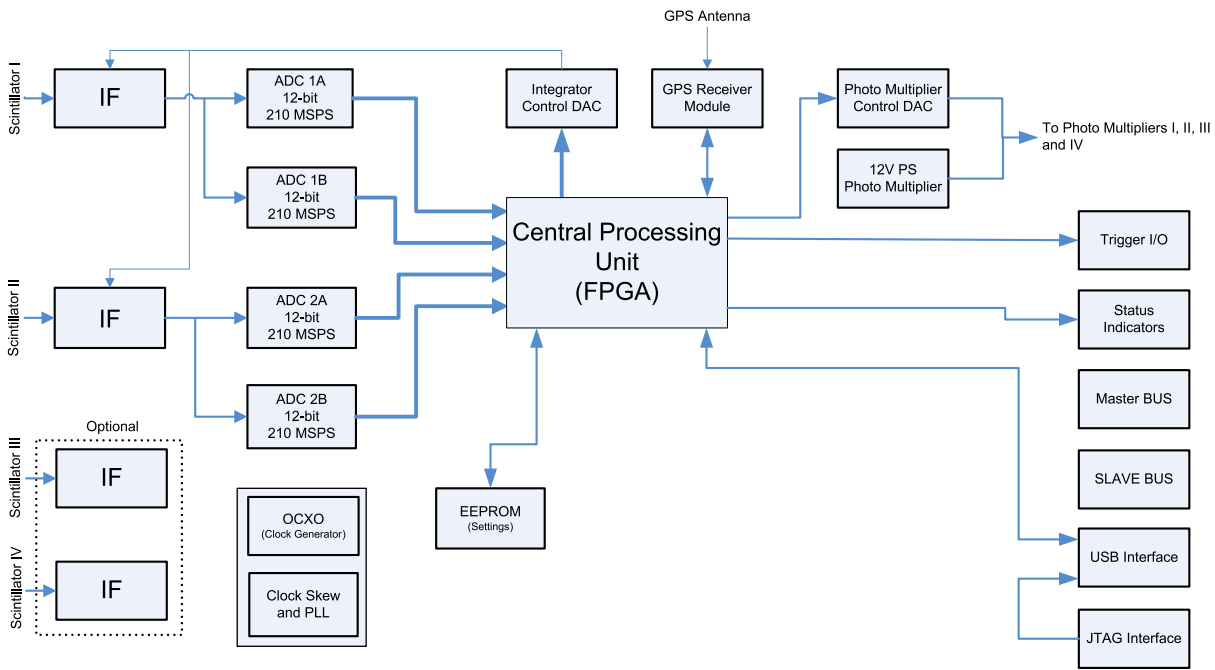 GPS Antenna
Scintillator I
IF
ADC 1A
12-bit
210 MSPS
Integrator
Control DAC
GPS Receiver
Module
Photo Multiplier
Control DAC
To Photo Multipliers I, II, III
and IV
12V PS
Photo Multiplier
ADC 1B
12-bit
210 MSPS
Central Processing
Unit
(FPGA)
Trigger I/O
Scintillator II
IF
ADC 2A
12-bit
210 MSPS
Status
Indicators
ADC 2B
12-bit
210 MSPS
Master BUS
Optional
Scintillator III
IF
SLAVE BUS
OCXO
(Clock Generator)
EEPROM
(Settings)
USB Interface
Scintillator IV
IF
Clock Skew
and PLL
JTAG Interface